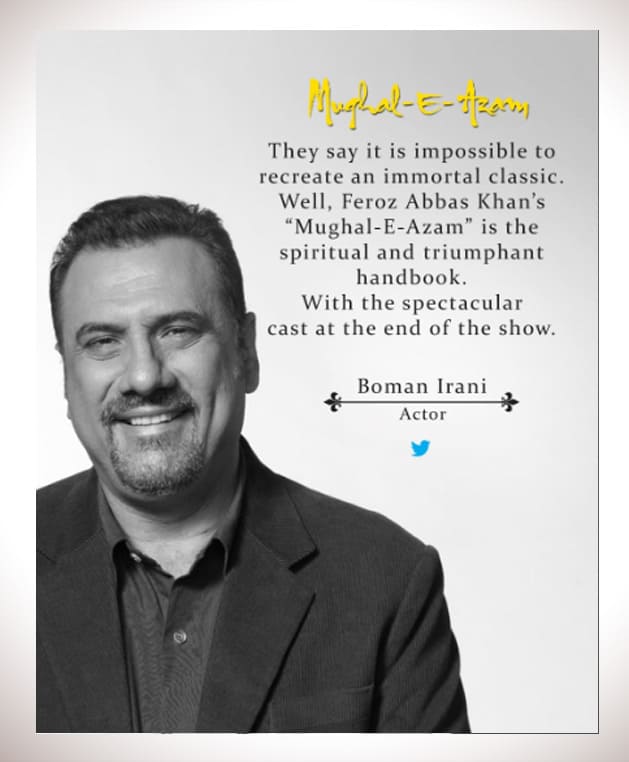 Mughal-E-Azam
They say it is impossible to
recreate an immortal classic.
Well, Feroz Abbas Khan’s
“Mughal-E-Azam” is the
spiritual and triumphant
handbook.
With the spectacular
cast at the end of the show.
Boman Irani
Actor